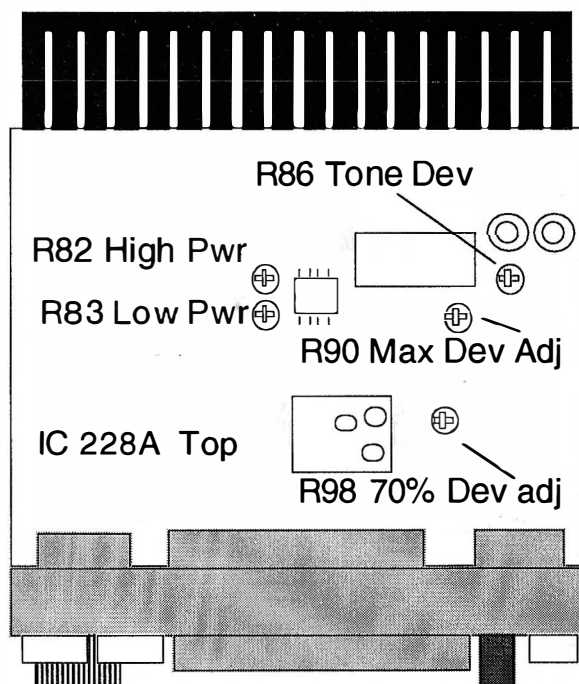 R86 Tone Dev
R82 High Pwr
R83 Low Pwr
R90 Max Dev Adj
IC 228A Top
R98 70% Dev adj